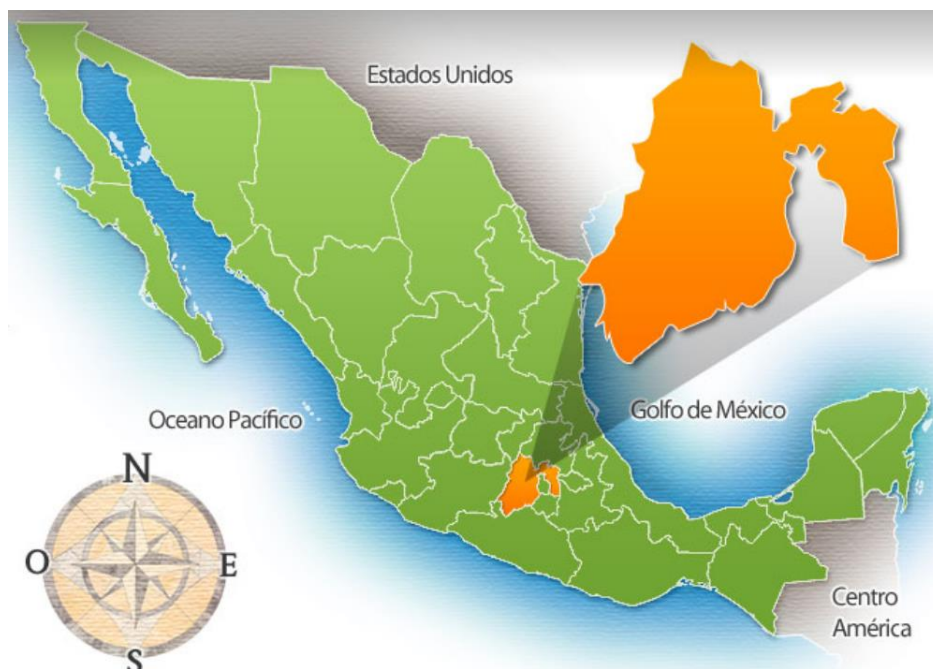 Estados Unidos
Oceano Pacífico
Golfo de México
N
O
E
S
Centro
América